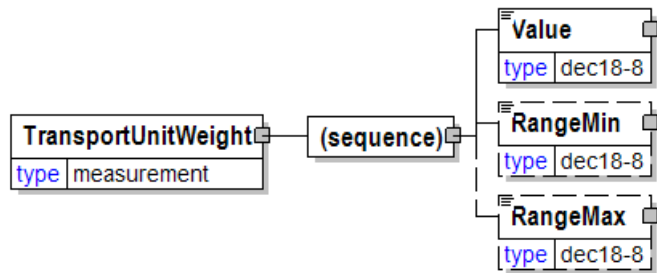 Value
type dec18-8
TransportUnitWeight
type measurement
(sequence)
RangeMin
type dec18-8
RangeMax
type dec18-8